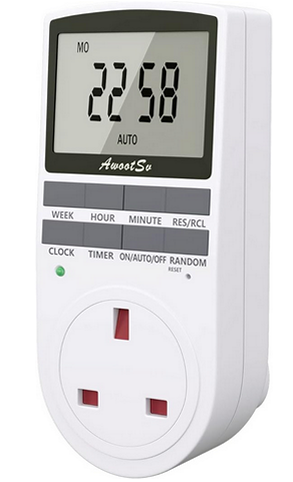 MO
22 58
AUTO
AwootSv
WEEK HOUR MINUTE RES/RCL
CLOCK TIMER ON/AUTO/OFF RANDOM
RESET